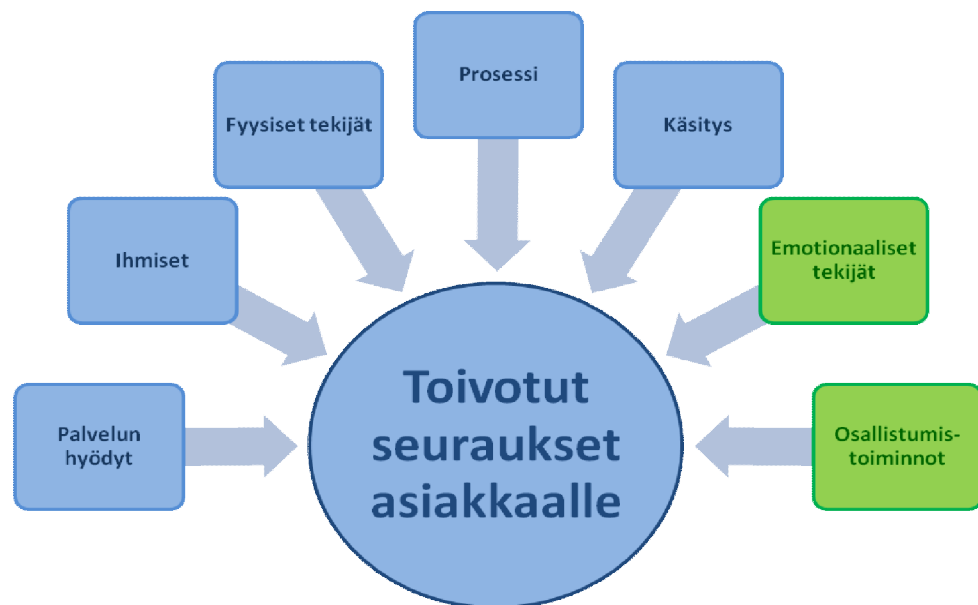 Prosessi
Fyysiset tekijät
Käsitys
Ihmiset
Emotionaaliset
tekijät
Toivotut
seuraukset
asiakkaalle
Palvelun
hyödyt
Osallistumis-
toiminnot